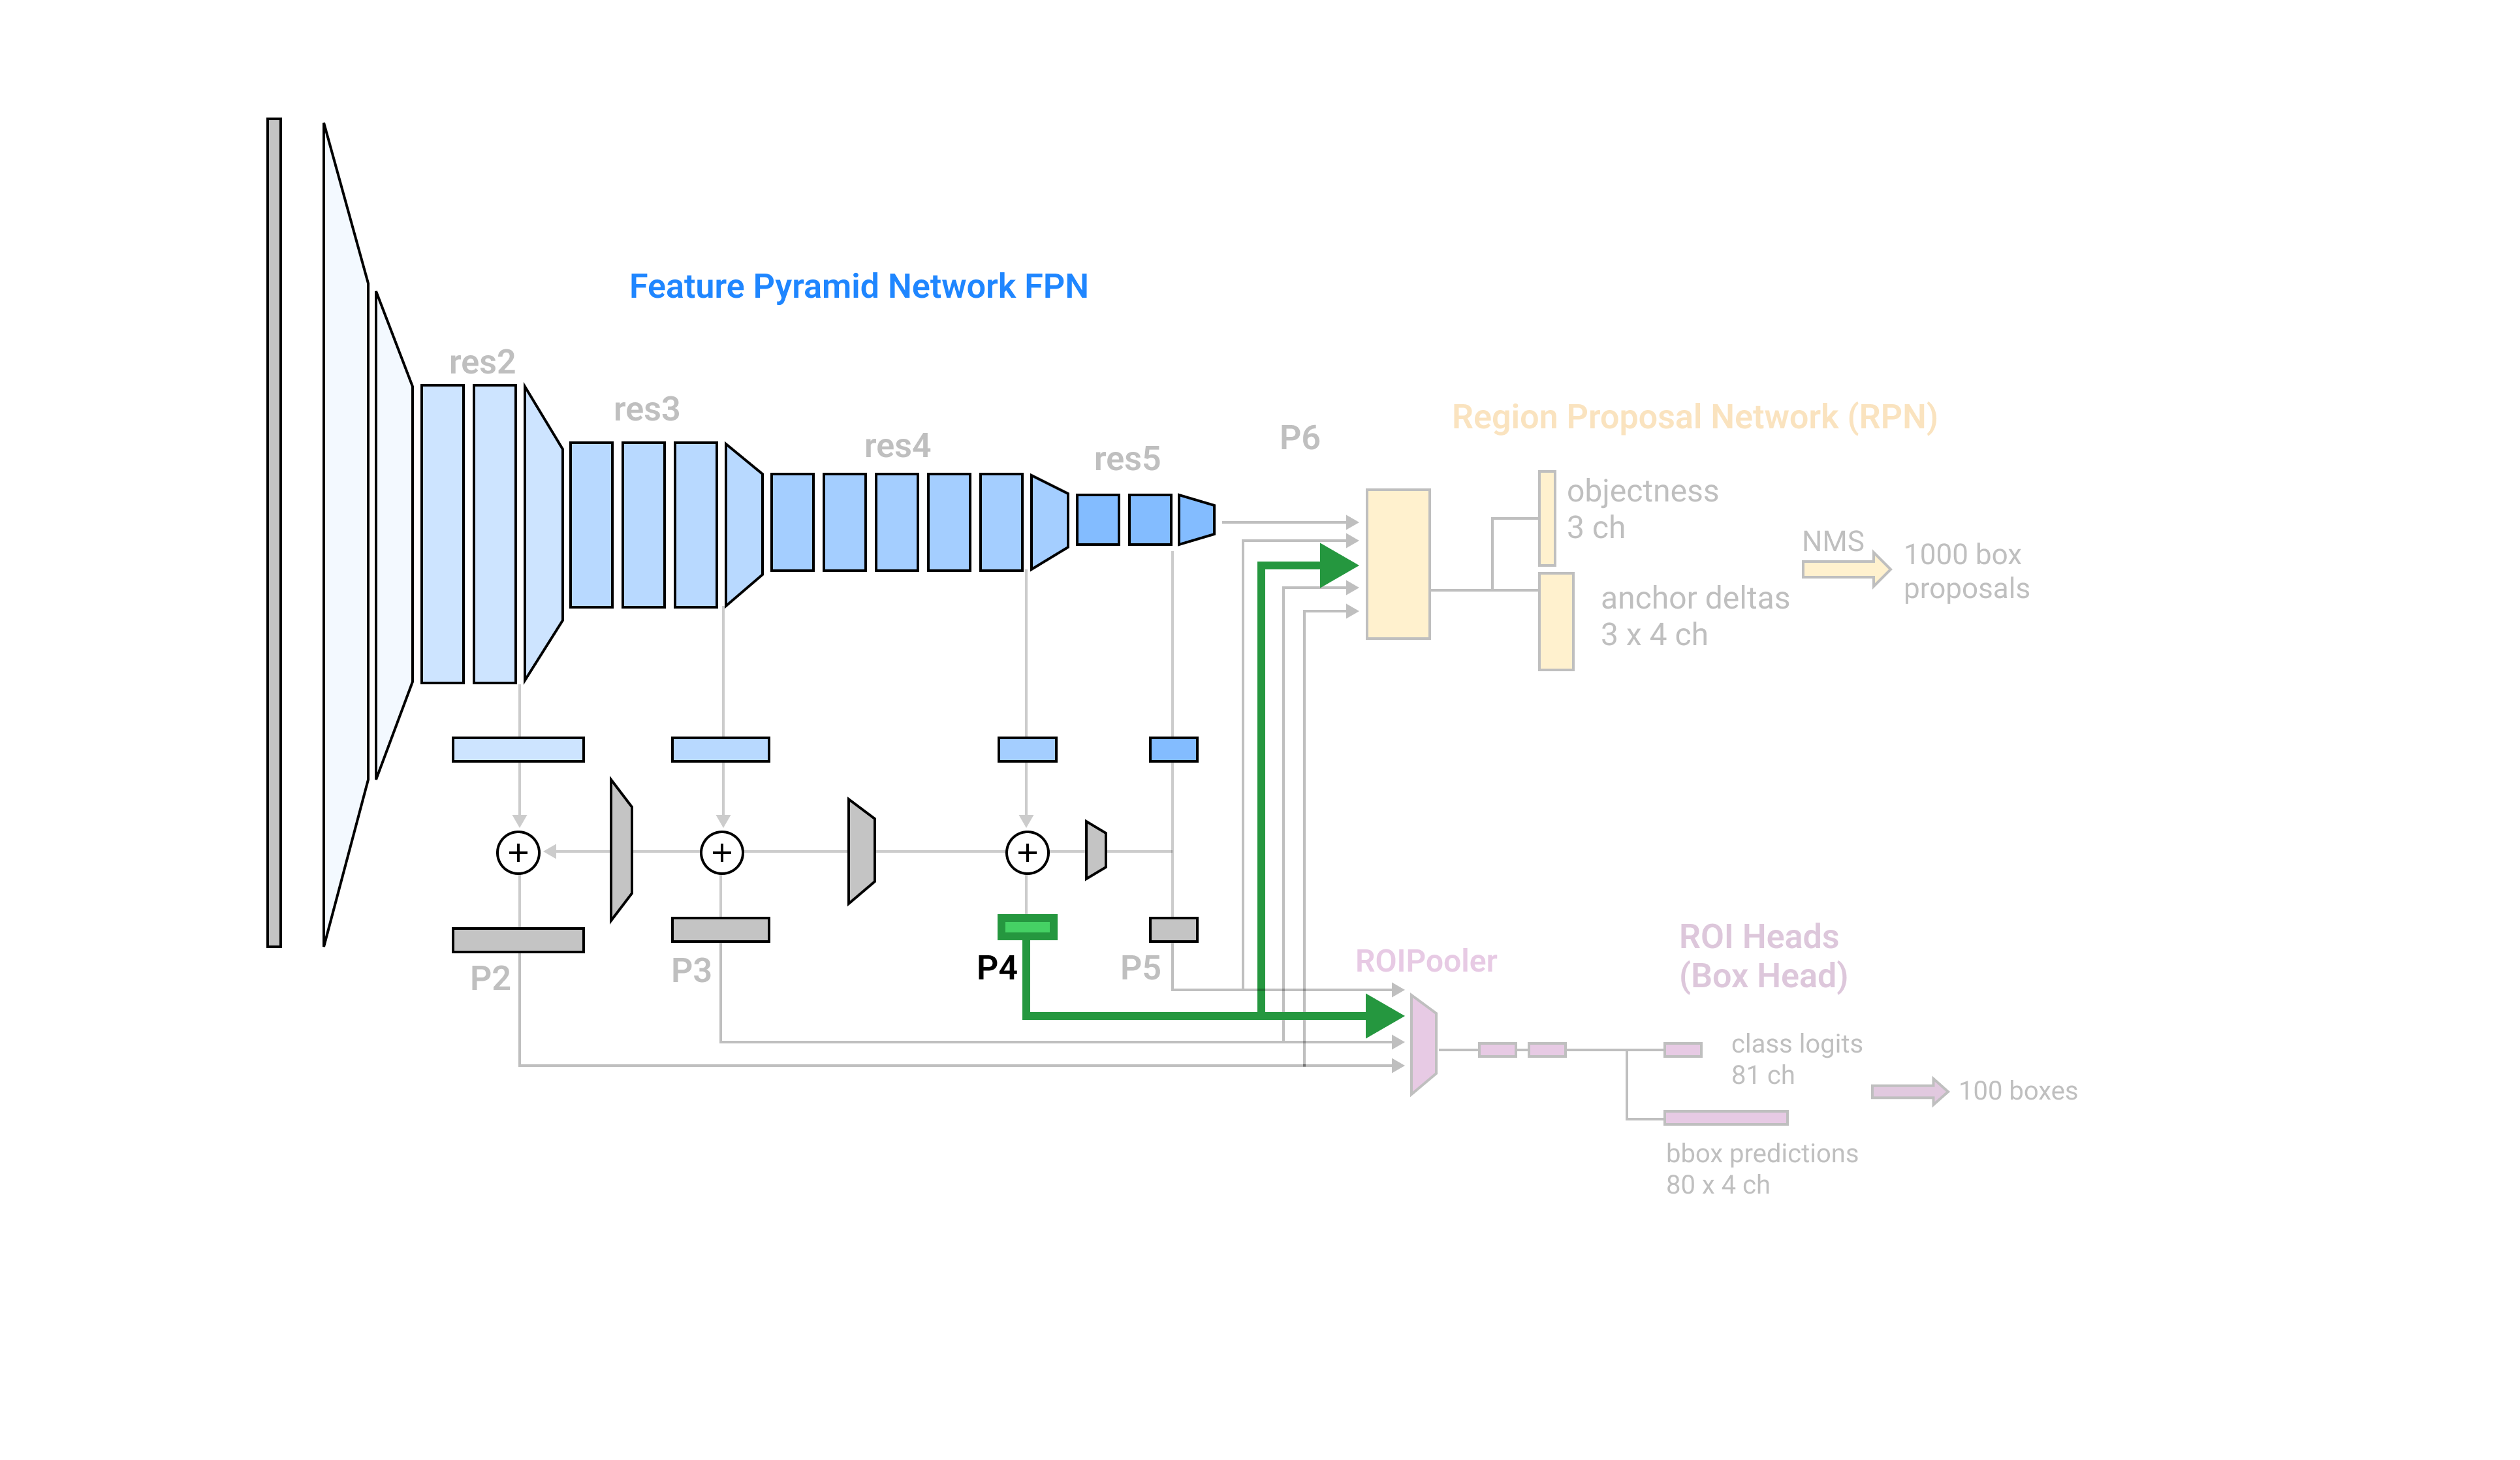 Feature Pyramid Network FPN
res2
res3
res4
res5
P6
Region Proposal Network (RPN)
objectness
3 ch
anchor deltas
3 x 4 ch
NMS
1000 box
proposals
+
+
+
P2
P3
P4
P5
ROIPooler
ROI Heads
(Box Head)
class logits
81 ch
100 boxes
bbox predictions
80 x 4 ch